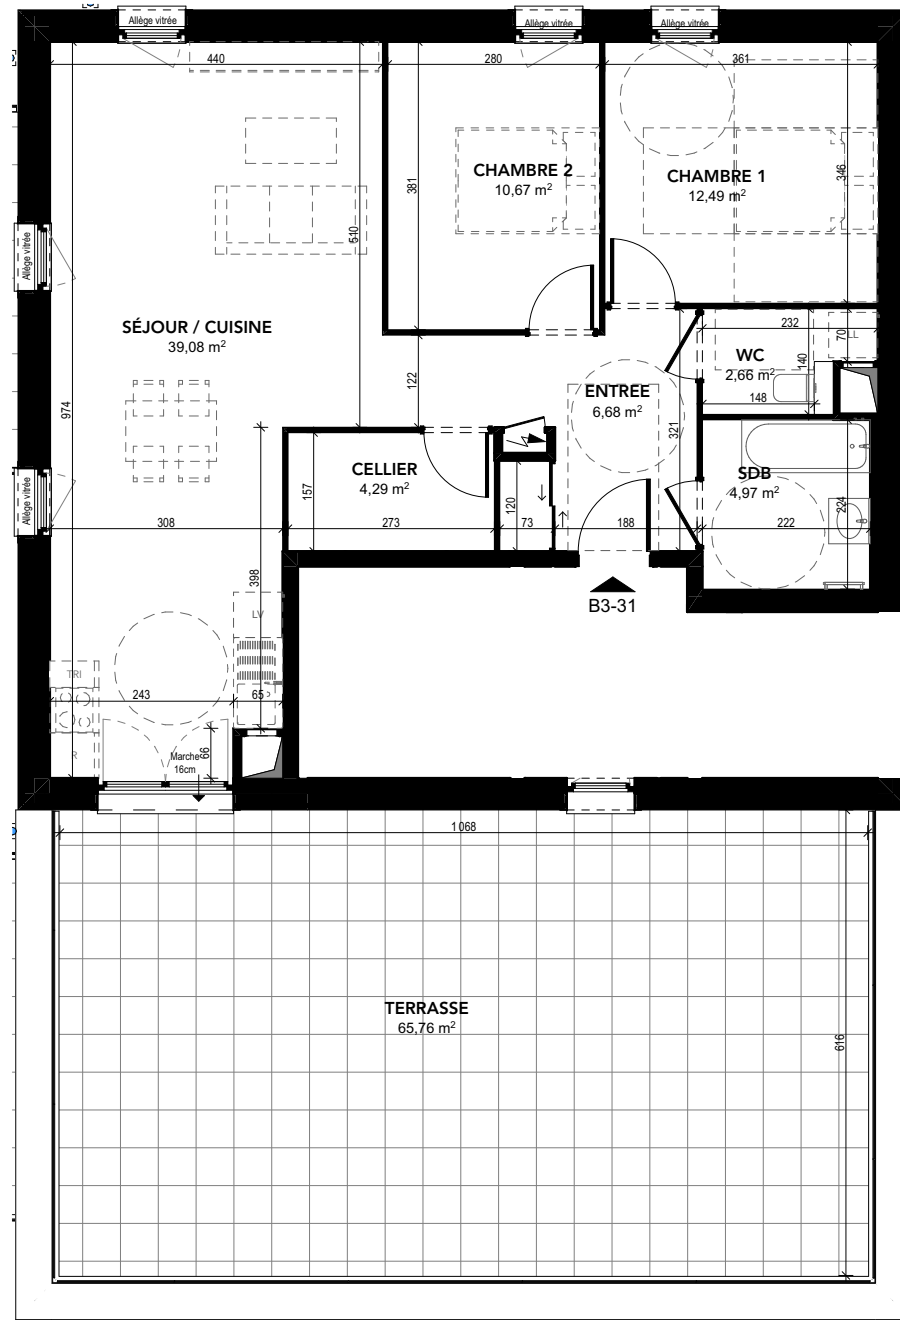 Allège vitrée
Allège vitrée
Allège vitrée
440
280
361
CHAMBRE 2
10,67 m²
CHAMBRE 1
12,49 m²
381
346
510
Allège vitrée
SÉJOUR / CUISINE
39,08 m²
232
70
LL
WC
2,66 m²
140
148
122
ENTREE
6,68 m²
974
321
CELLIER
4,29 m²
SDB
4,97 m²
Allège vitrée
157
120
224
308
273
73
188
222
398
B3-31
LV
TRI
243
65
R
66
Marche
16cm
1 068
TERRASSE
65,76 m²
616